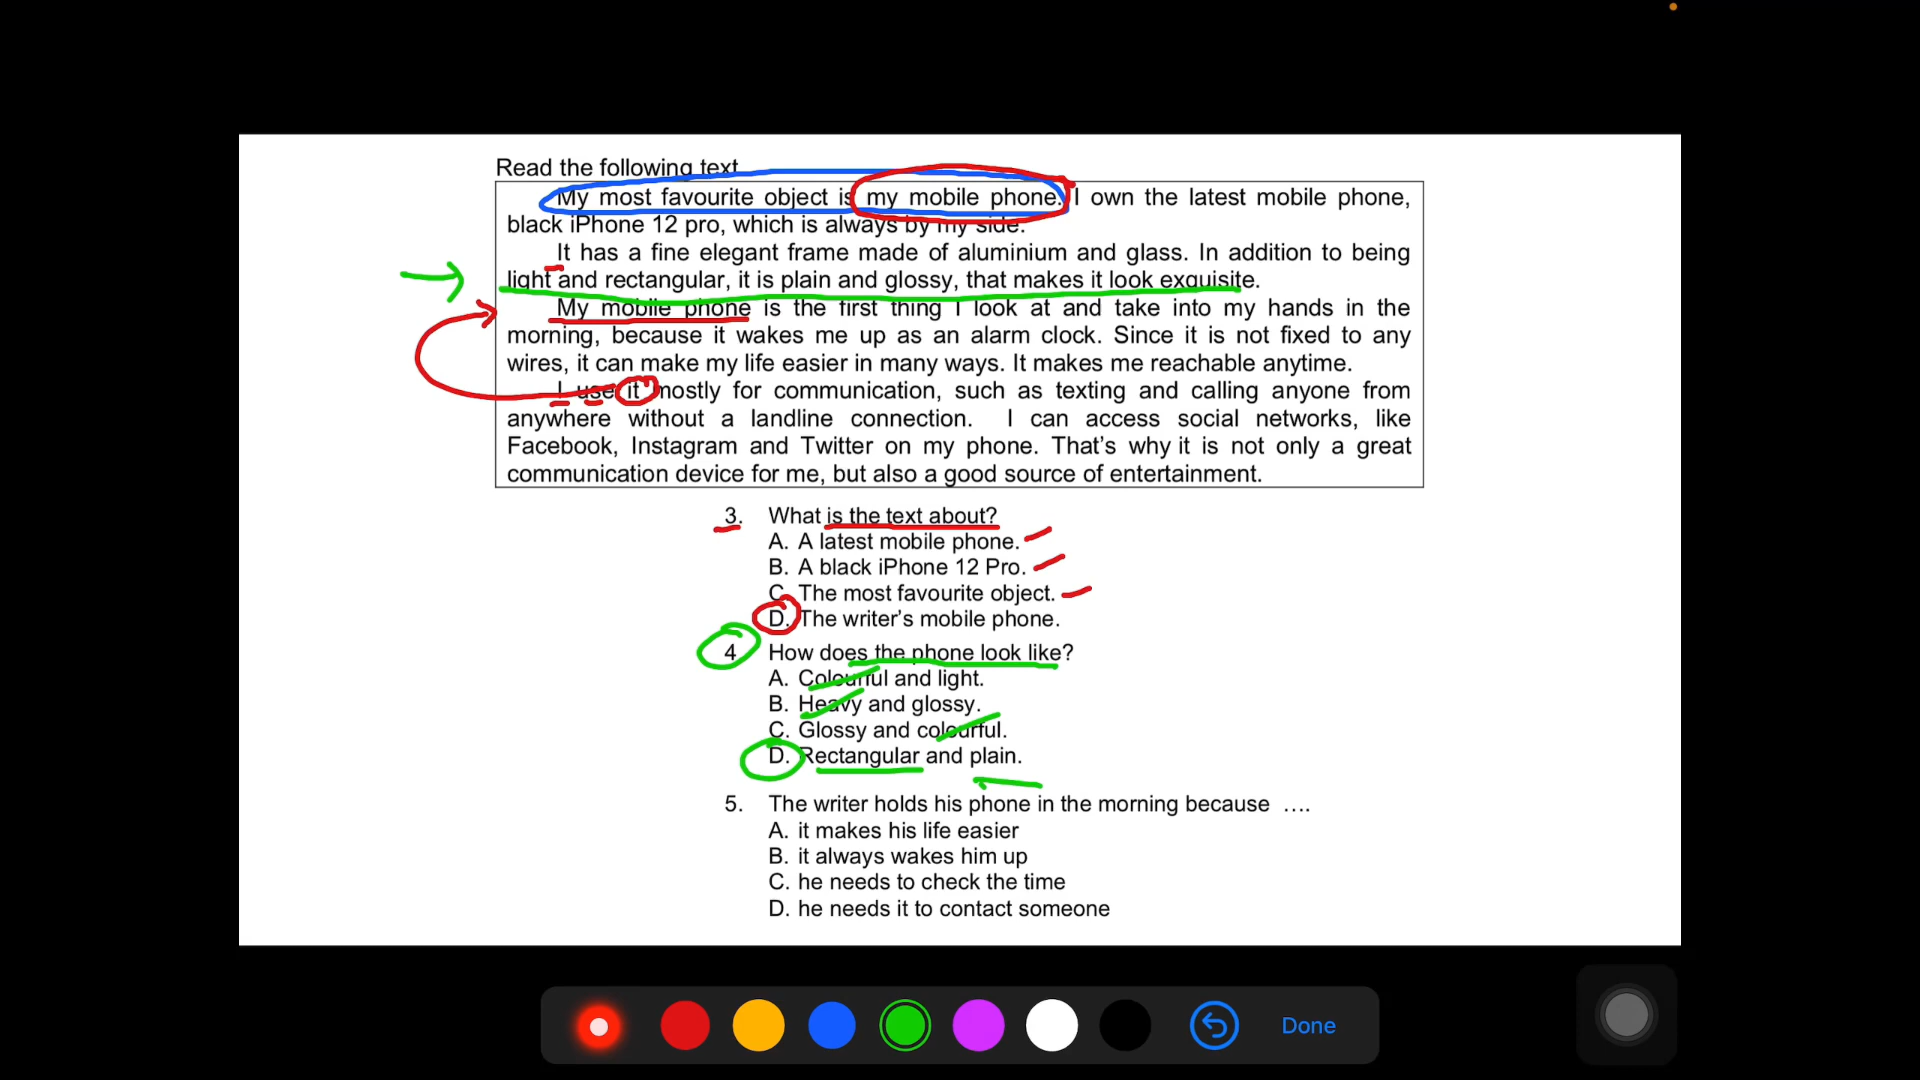 Read the following text
My most favourite object is my mobile phone. I own the latest mobile phone,
black iPhone 12 pro, which is always by my side.
It has a fine elegant frame made of aluminium and glass. In addition to being
light and rectangular, it is plain and glossy, that makes it look exquisite.
My mobile phone is the first thing I look at and take into my hands in the
morning, because it wakes me up as an alarm clock. Since it is not fixed to any
wires, it can make my life easier in many ways. It makes me reachable anytime.
I use it mostly for communication, such as texting and calling anyone from
anywhere without a landline connection. I can access social networks, like
Facebook, Instagram and Twitter on my phone. That's why it is not only a great
communication device for me, but also a good source of entertainment.
3. What is the text about?
A. A latest mobile phone.
B. A black iPhone 12 Pro.
C. The most favourite object.
D. The writer's mobile phone.
4 How does the phone look like?
A. Colourful and light.
B. Heavy and glossy.
C. Glossy and colourful.
D. Rectangular and plain.
5. The writer holds his phone in the morning because ….
A. it makes his life easier
B. it always wakes him up
C. he needs to check the time
D. he needs it to contact someone
Done